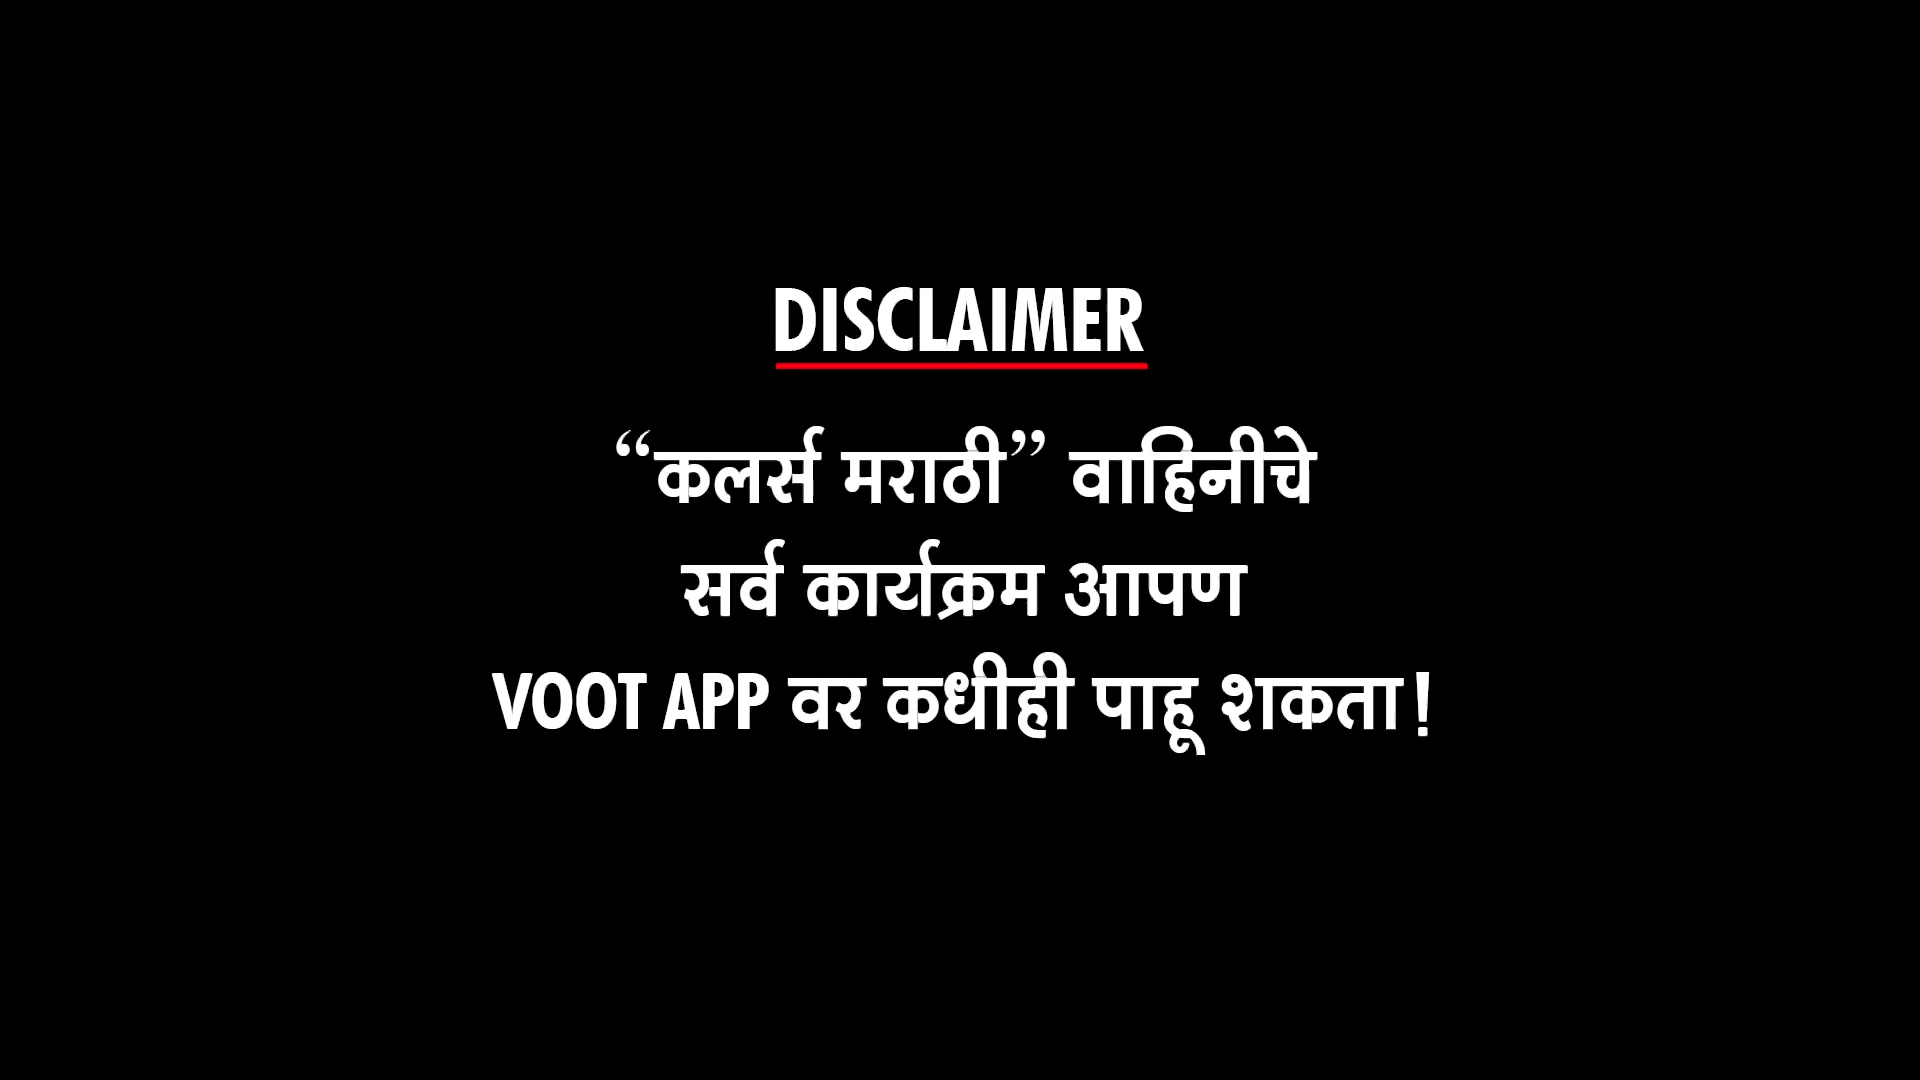 DISCLAIMER
“कलर्स मराठी” वाहिनीचे
सर्व कार्यक्रम आपण
VOOT APP वर कधीही पाहू शकता!